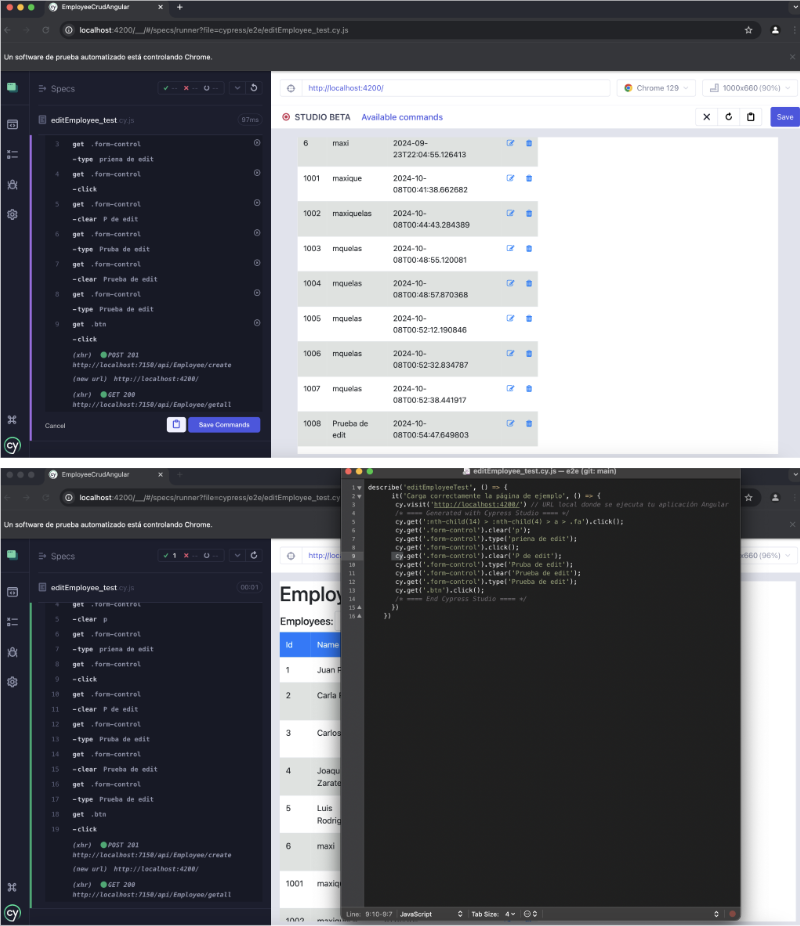 EmployeeCrudAngular
localhost:4200/__/#/specs/runner?file=cypress/e2e/editEmployee_test.cy.js
Un software de prueba automatizado está controlando Chrome.
Specs
http://localhost:4200/
Chrome 129
1000x660 (90%)
editEmployee_test.cy.js
97ms
STUDIO BETA Available commands
Save
3 get .form-control
-type priena de edit
4 get .form-control
-click
5 get .form-control
-clear P de edit
6 get .form-control
-type Pruba de edit
7 get .form-control
-clear Prueba de edit
8 get .form-control
-type Prueba de edit
9 get .btn
-click
(xhr) POST 201
http://localhost:7150/api/Employee/create
(new url) http://localhost:4200/
(xhr) GET 200
http://localhost:7150/api/Employee/getall
Cancel
Save Commands
cy
6 maxi 2024-09-
23T22:04:55.126413
1001 maxique 2024-10-
08T00:41:38.662682
1002 maxiquelas 2024-10-
08T00:44:43.284389
1003 mquelas 2024-10-
08T00:48:55.120081
1004 mquelas 2024-10-
08T00:48:57.870368
1005 mquelas 2024-10-
08T00:52:12.190846
1006 mquelas 2024-10-
08T00:52:32.834787
1007 mquelas 2024-10-
08T00:52:38.441917
1008 Prueba de 2024-10-
edit 08T00:54:47.649803
EmployeeCrudAngular
localhost:4200/__/#/specs/runner?file=cypress/e2e/editEmployee_test.cy
Un software de prueba automatizado está controlando Chrome.
Specs
1
http://loc
x660 (96%)
editEmployee_test.cy.js
00:01
4 get .form-control
5 -clear p
6 get .form-control
7 -type priena de edit
8 get .form-control
9 -click
10 get .form-control
11 -clear P de edit
12 get .form-control
13 -type Pruba de edit
14 get .form-control
15 -clear Prueba de edit
16 get .form-control
17 -type Prueba de edit
18 get .btn
19 -click
(xhr) POST 201
http://localhost:7150/api/Employee/create
(new url) http://localhost:4200/
(xhr) GET 200
http://localhost:7150/api/Employee/getall
cy
Employ
Employees:
Id Name
1 Juan P
2 Carla
3 Carlos
4 Joaqu
Zarate
5 Luis
Rodrig
6 maxi
1001 maxiqu
1002 maxiqu
editEmployee_test.cy.js — e2e (git: main)
1 describe("editEmployeeTest", () => {
2 it('Carga correctamente la página de ejemplo', () => {
3 cy.visit('http://localhost:4200/') // URL local donde se ejecuta tu aplicación Angular
4 /* ==== Generated with Cypress Studio ==== */
5 cy.get(':nth-child(14) > :nth-child(4) > a > .fa').click();
6 cy.get('.form-control').clear('p');
7 cy.get('.form-control').type('priena de edit');
8 cy.get('.form-control').click();
9 cy.get('.form-control').clear('P de edit');
10 cy.get('.form-control').type('Pruba de edit');
11 cy.get('.form-control').clear('Prueba de edit');
12 cy.get('.form-control').type('Prueba de edit');
13 cy.get('.btn').click();
14 /* ==== End Cypress Studio ==== */
15 })
16 })
Line: 9:10-9:7 JavaScript Tab Size: 4